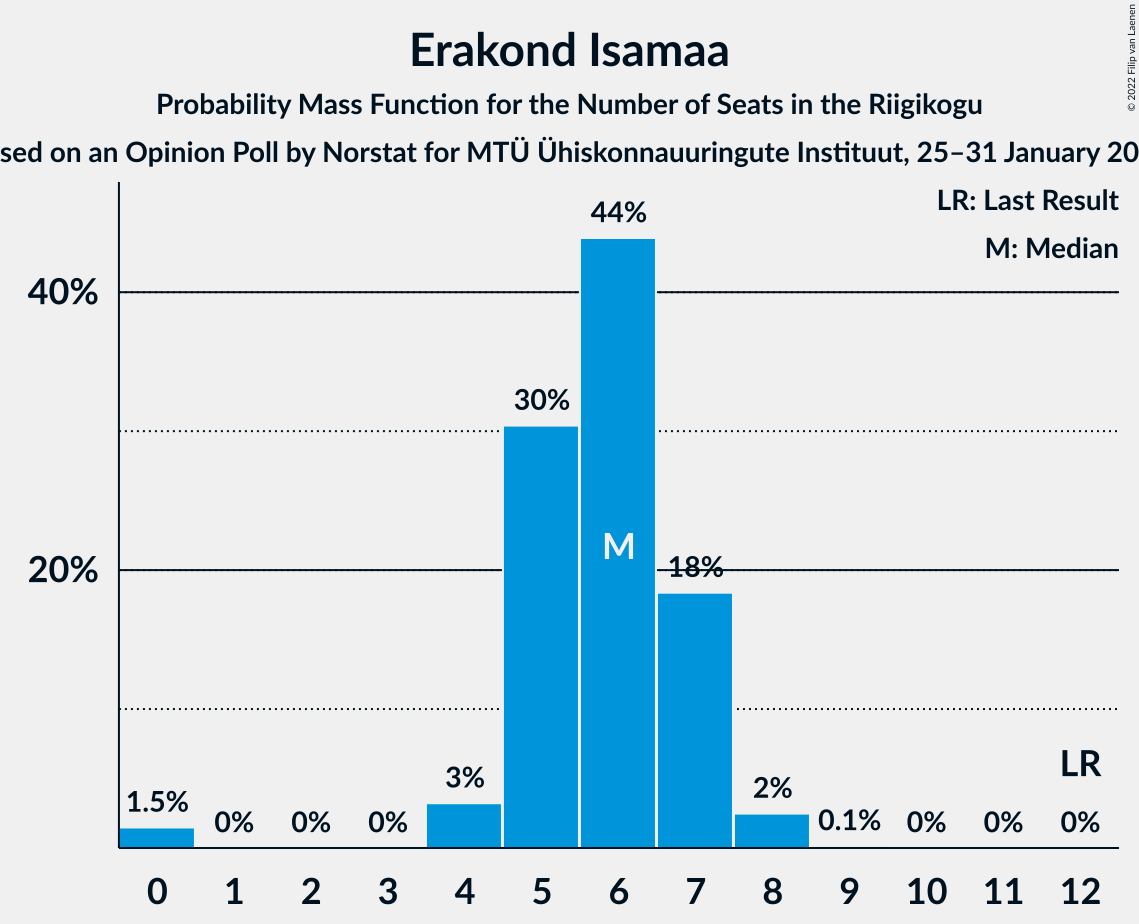 Erakond Isamaa
Probability Mass Function for the Number of Seats in the Riigikogu
sed on an Opinion Poll by Norstat for MTÜ Ühiskonnauuringute Instituut, 25–31 January 20
© 2022 Filip van Laenen
LR: Last Result
M: Median
44%
40%
30%
M
20%
18%
LR
3%
2%
1.5%
0% 0% 0% 0.1% 0% 0% 0%
0 1 2 3 4 5 6 7 8 9 10 11 12